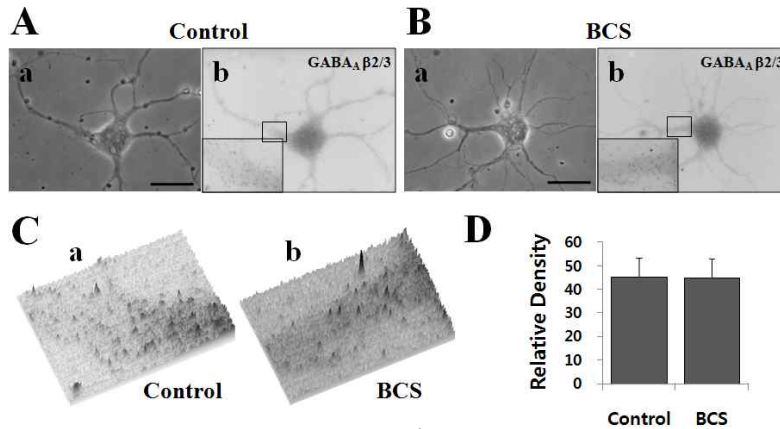 A
Control
a
b
GABAA β2/3
B
BCS
a
b
GABAA β2/3
C
a
b
Control
BCS
D
Relative Density
60
50
40
30
20
10
0
Control
BCS